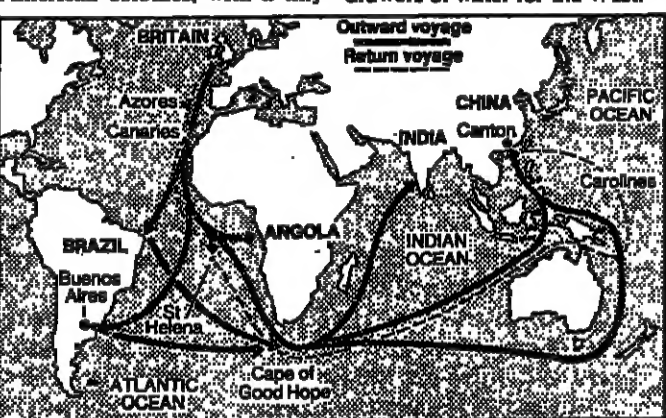 Outward voyage
Return voyage
BRITAIN
Azores
Canaries
CHINA
Canton
PACIFIC
OCEAN
INDIA
Carolines
ARGOLA
BRAZIL
INDIAN
OCEAN
Buenos
Aires
St
Helena
Cape of
Good Hope
ATLANTIC
OCEAN